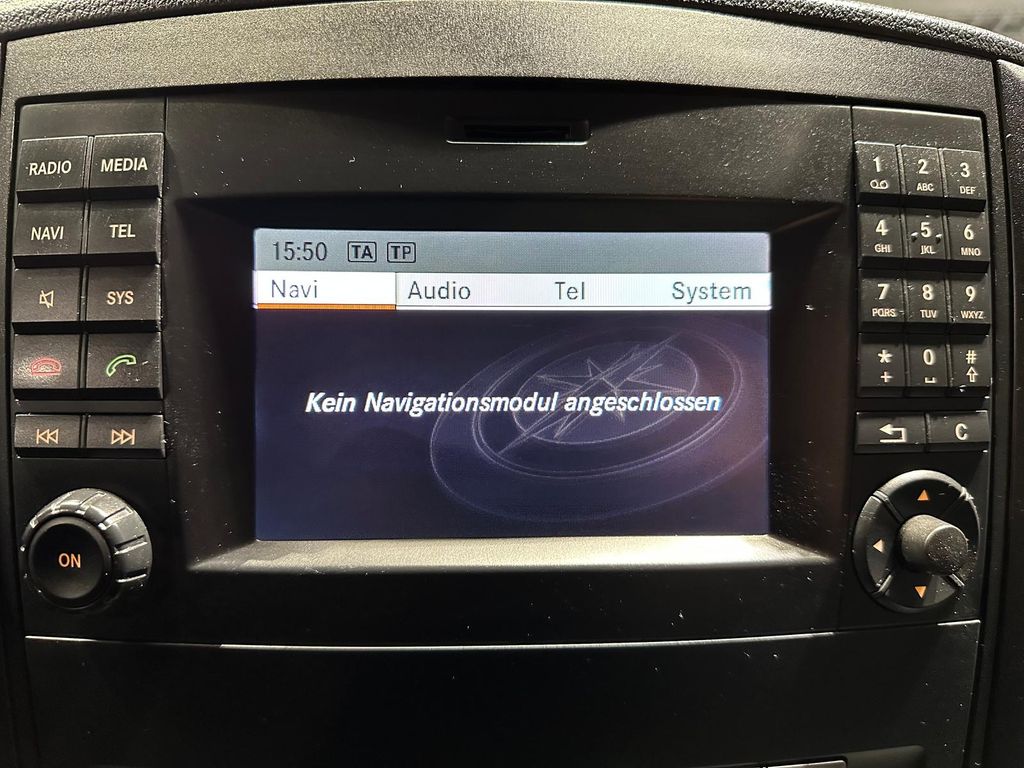 RADIO MEDIA
NAVI TEL
SYS
ON
15:50 TA TP
Navi Audio Tel System
Kein Navigationsmodul angeschlossen
1 2 ABC 3 DEF
4 GHI 5 JKL 6 MNO
7 PQRS 8 TUV 9 WXYZ
* + 0 #
C